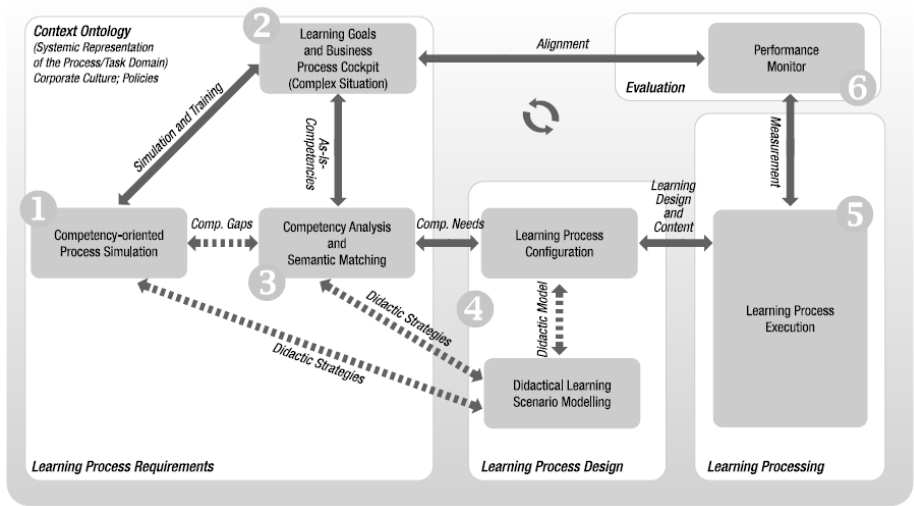 Context Ontology
(Systemic Representation
of the Process/Task Domain)
Corporate Culture; Policies
2
Learning Goals
and Business
Process Cockpit
(Complex Situation)
Alignment
Performance
Monitor
Evaluation
6
Simulation and Training
As-is-
Competencies
Measurement
1
Competency-oriented
Process Simulation
Comp. Gaps
Competency Analysis
and
Semantic Matching
3
Comp. Needs
Learning Process
Configuration
4
Learning
Design
and
Content
5
Learning Process
Execution
Didactic Strategies
Didactic Strategies
Didactic Model
Didactical Learning
Scenario Modelling
Learning Process Requirements
Learning Process Design
Learning Processing